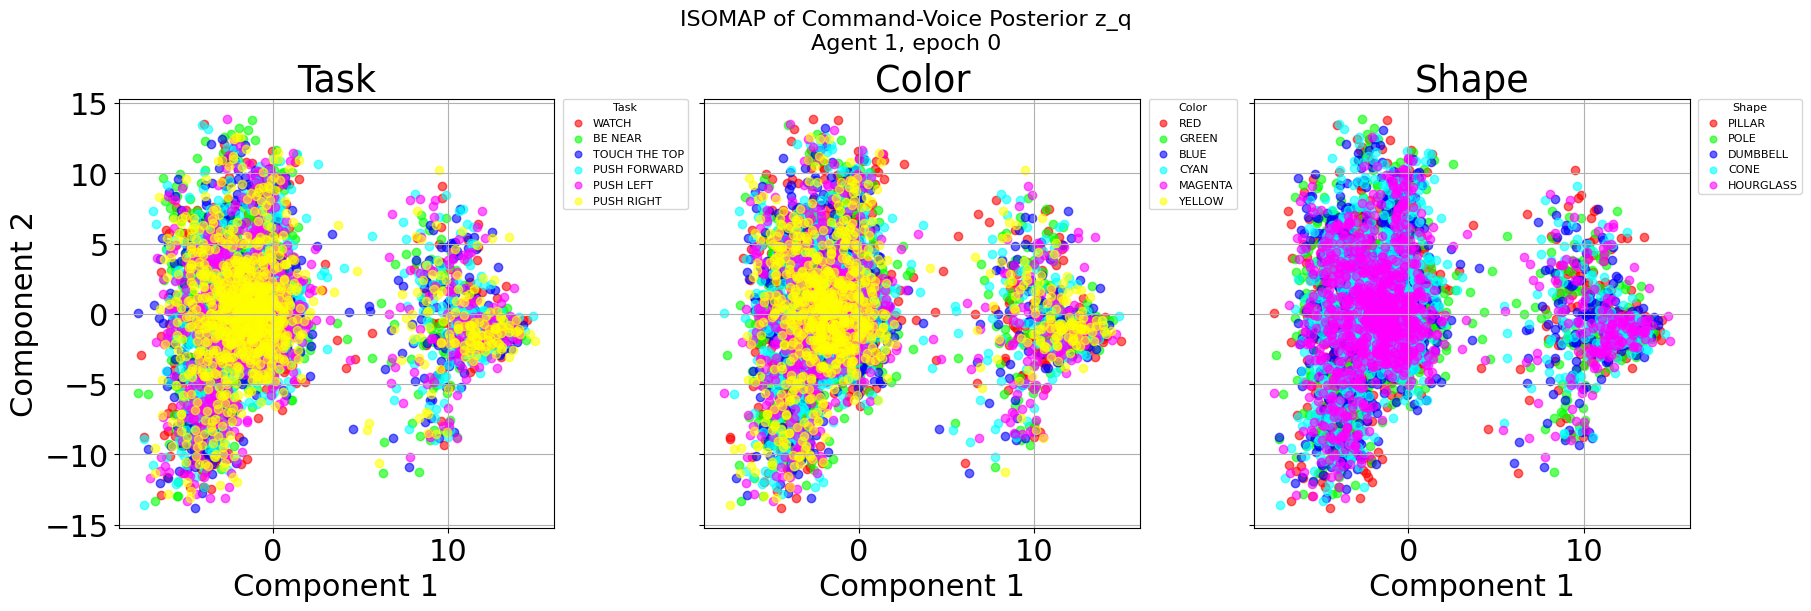 ISOMAP of Command-Voice Posterior z_q
Agent 1, epoch 0
Task
Color
Shape
Component 2
15
10
5
0
−5
−10
−15
0
10
Component 1
0
10
Component 1
0
10
Component 1
Task
WATCH
BE NEAR
TOUCH THE TOP
PUSH FORWARD
PUSH LEFT
PUSH RIGHT
Color
RED
GREEN
BLUE
CYAN
MAGENTA
YELLOW
Shape
PILLAR
POLE
DUMBBELL
CONE
HOURGLASS